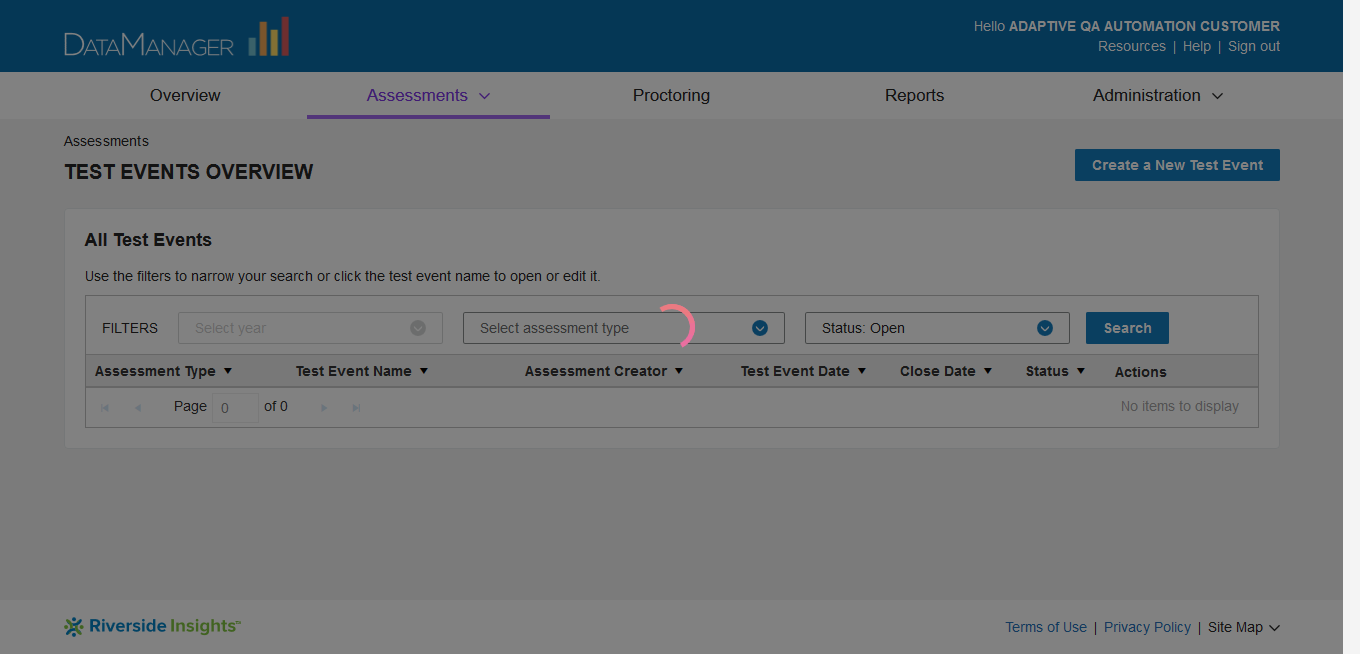 DATAMANAGER
Hello ADAPTIVE QA AUTOMATION CUSTOMER
Resources | Help | Sign out
Overview Assessments Proctoring Reports Administration
Assessments
TEST EVENTS OVERVIEW
Create a New Test Event
All Test Events
Use the filters to narrow your search or click the test event name to open or edit it.
FILTERS Select year Select assessment type Status: Open Search
Assessment Type Test Event Name Assessment Creator Test Event Date Close Date Status Actions
Page 0 of 0 No items to display
Riverside Insights™
Terms of Use | Privacy Policy | Site Map